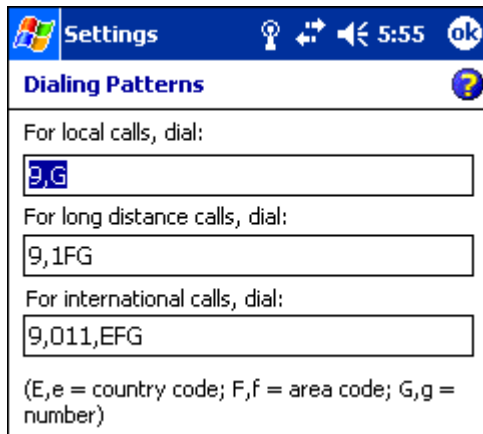 Settings 5:55 ok
Dialing Patterns ?
For local calls, dial:
9,G
For long distance calls, dial:
9,1FG
For international calls, dial:
9,011,EFG
(E,e = country code; F,f = area code; G,g =
number)